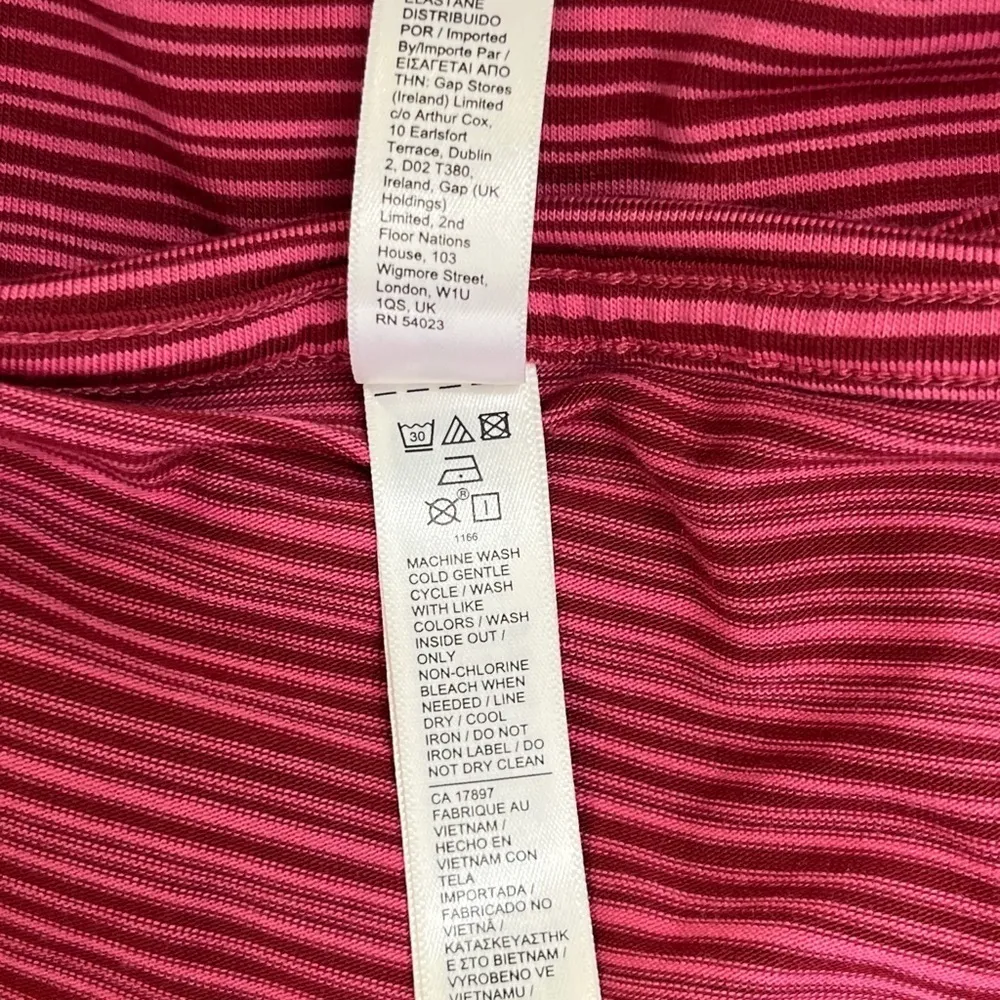 ELASTANE
DISTRIBUIDO
POR / Imported
By/Importe Par /
ΕΙΣΑΓΕΤΑΙ ΑΠΟ
ΤΗΝ: Gap Stores
(Ireland) Limited
c/o Arthur Cox,
10 Earlsfort
Terrace, Dublin
2, D02 T380,
Ireland, Gap (UK
Holdings)
Limited, 2nd
Floor Nations
House, 103
Wigmore Street,
London, W1U
1QS, UK
RN 54023
30
R
1166
MACHINE WASH
COLD GENTLE
CYCLE / WASH
WITH LIKE
COLORS / WASH
INSIDE OUT /
ONLY
NON-CHLORINE
BLEACH WHEN
NEEDED / LINE
DRY / COOL
IRON / DO NOT
IRON LABEL / DO
NOT DRY CLEAN
CA 17897
FABRIQUE AU
VIETNAM /
HECHO EN
VIETNAM CON
TELA
IMPORTADA /
FABRICADO NO
VIETNÃ /
ΚΑΤΑΣΚΕΥΑΣΤΗΚ
Ε ΣΤΟ ΒΙΕΤΝΑΜ /
VYROBENO VE
VIETNAMU /